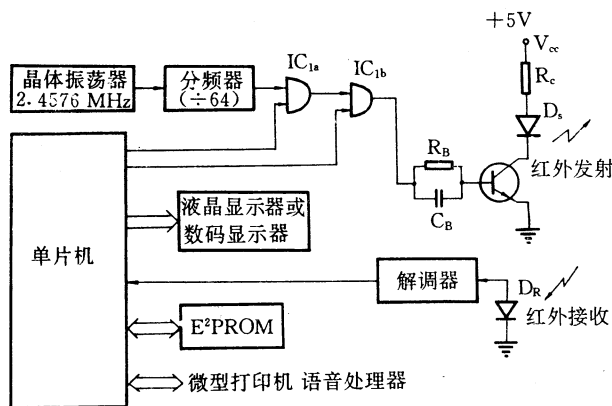 +5V
Vcc
Rc
Ds
红外发射
IC1a
IC1b
晶体振荡器
2.4576 MHz
分频器
(÷64)
RB
CB
单片机
液晶显示器或
数码显示器
解调器
DR
红外接收
E²PROM
微型打印机 语音处理器